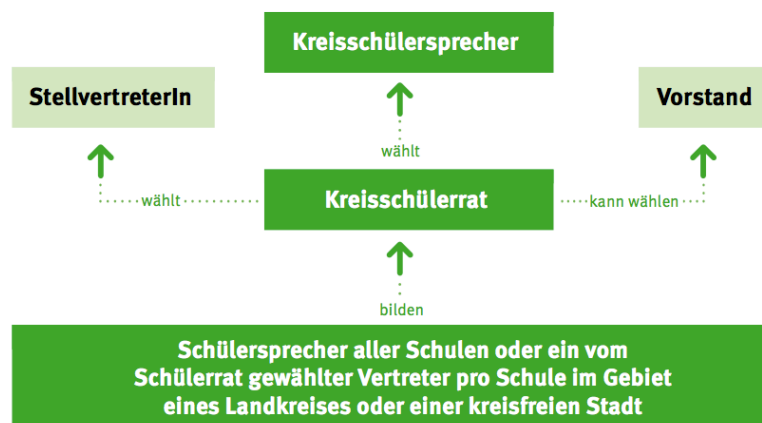 Kreisschülersprecher
StellvertreterIn
Vorstand
wählt
wählt
Kreisschülerrat
kann wählen
bilden
Schülersprecher aller Schulen oder ein vom
Schülerrat gewählter Vertreter pro Schule im Gebiet
eines Landkreises oder einer kreisfreien Stadt